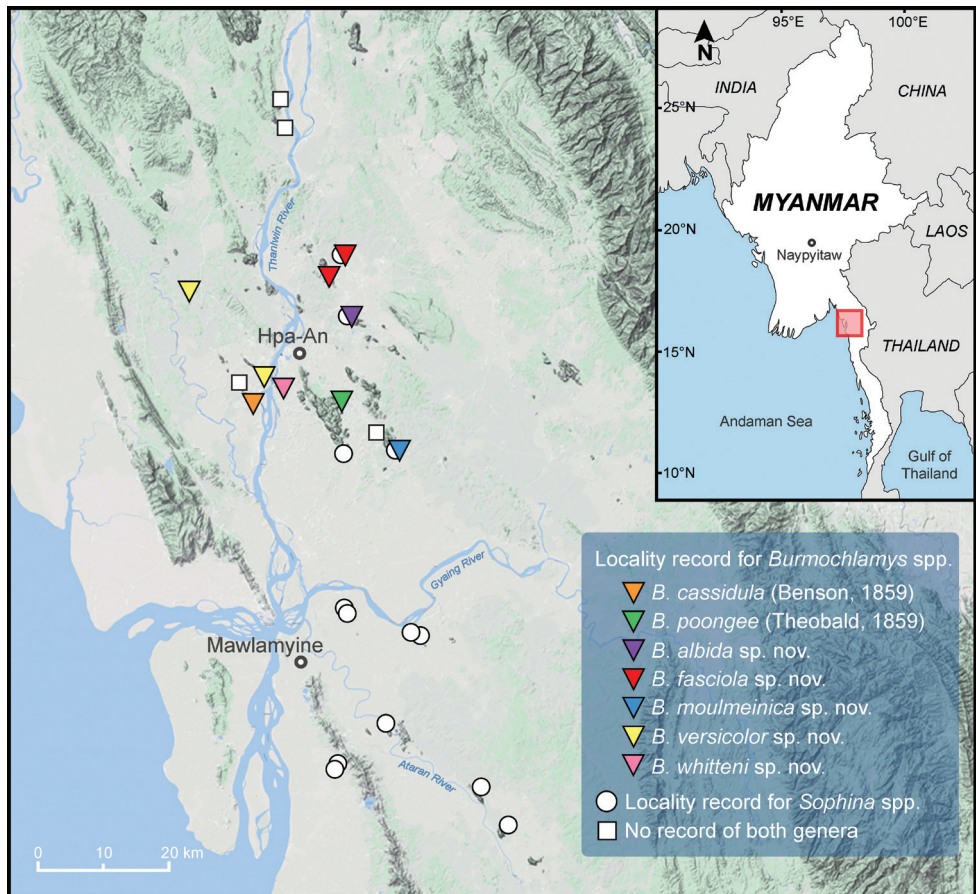 Thanlwin River
Hpa-An
Gyaing River
Mawlamyine
Ataran River
0 10 20 km
95°E 100°E
N
INDIA
CHINA
25°N
MYANMAR
LAOS
20°N
Naypyitaw
15°N
THAILAND
Andaman Sea
Gulf of
Thailand
10°N
Locality record for Burmochlamys spp.
B. cassidula (Benson, 1859)
B. poongee (Theobald, 1859)
B. albida sp. nov.
B. fasciola sp. nov.
B. moulmeinica sp. nov.
B. versicolor sp. nov.
B. whitteni sp. nov.
Locality record for Sophina spp.
No record of both genera